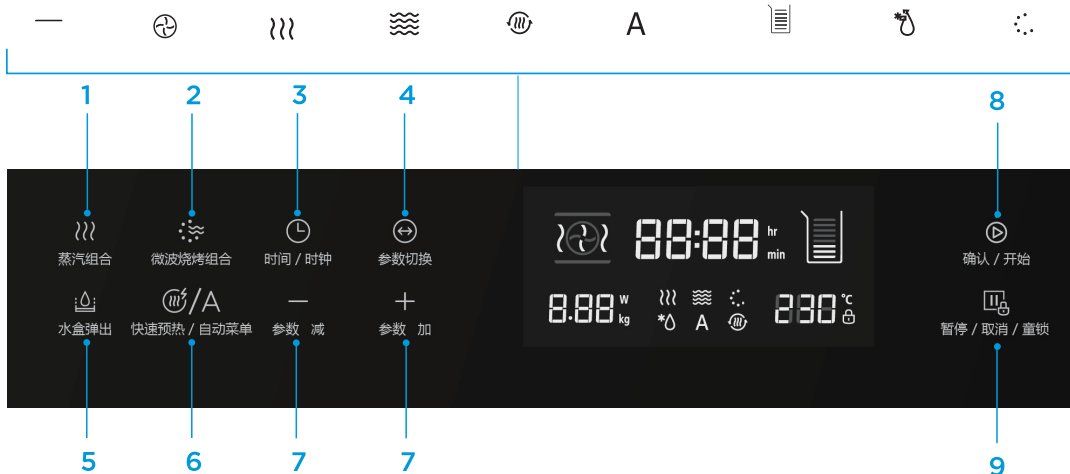 A
1
2
3
4
8
蒸汽组合
微波烧烤组合
时间 / 时钟
参数切换
88:88
hr
min
确认 / 开始
/A
水盒弹出
快速预热 / 自动菜单
参数 减
参数 加
8.88
W
kg
A
230
℃
暂停 / 取消 / 童锁
5
6
7
7
9